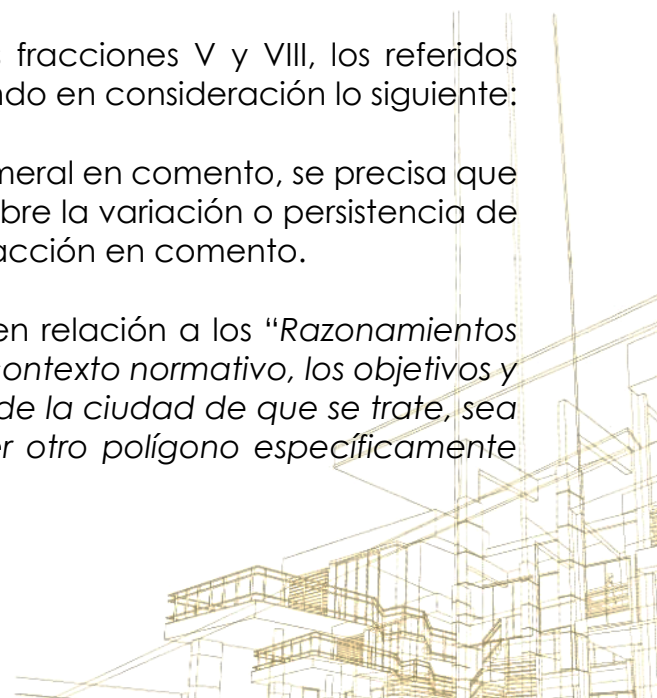 fracciones V y VIII, los referidos
ndo en consideración lo siguiente:
meral en comento, se precisa que
bre la variación o persistencia de
acción en comento.
en relación a los “Razonamientos
contexto normativo, los objetivos y
de la ciudad de que se trate, sea
r otro polígono específicamente